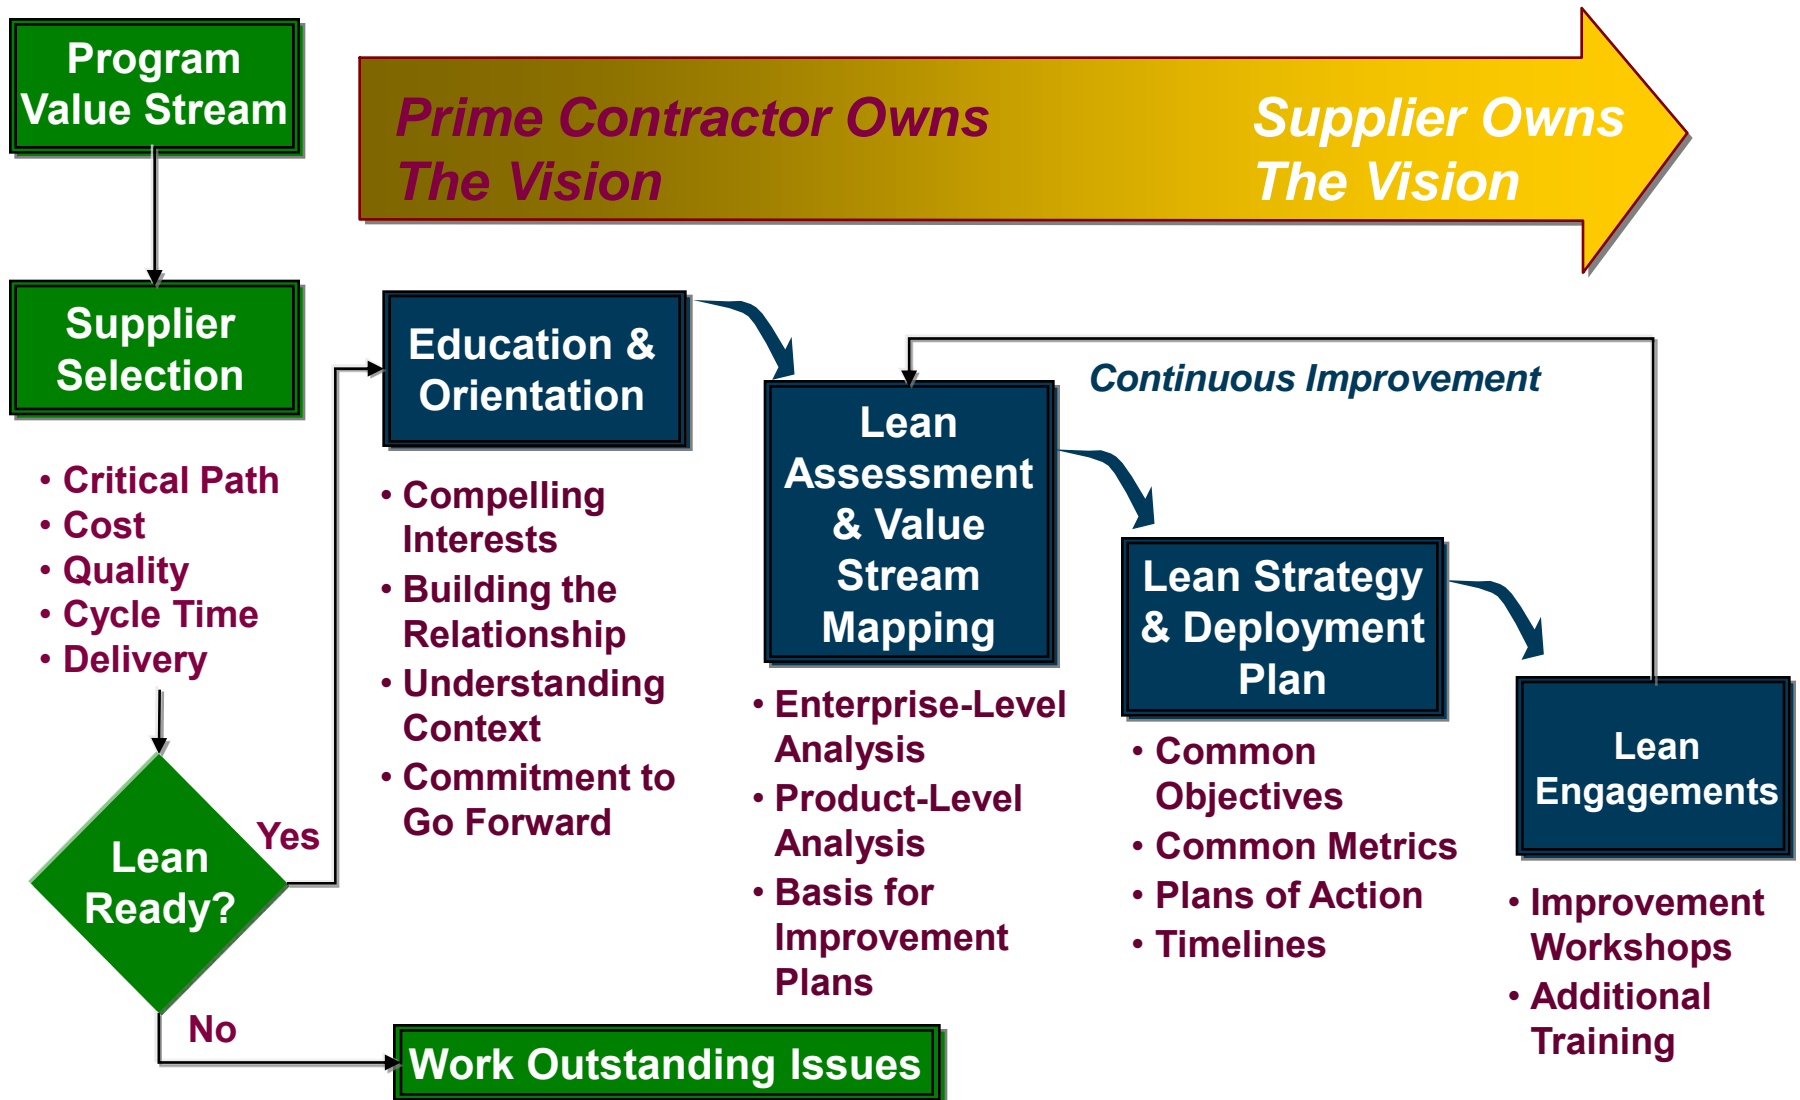 Program
Value Stream
Prime Contractor Owns
The Vision
Supplier Owns
The Vision
Supplier
Selection
• Critical Path
• Cost
• Quality
• Cycle Time
• Delivery
Lean
Ready?
Yes
No
Work Outstanding Issues
Education &
Orientation
• Compelling
Interests
• Building the
Relationship
• Understanding
Context
• Commitment to
Go Forward
Continuous Improvement
Lean
Assessment
& Value
Stream
Mapping
• Enterprise-Level
Analysis
• Product-Level
Analysis
• Basis for
Improvement
Plans
Lean Strategy
& Deployment
Plan
• Common
Objectives
• Common Metrics
• Plans of Action
• Timelines
Lean
Engagements
• Improvement
Workshops
• Additional
Training